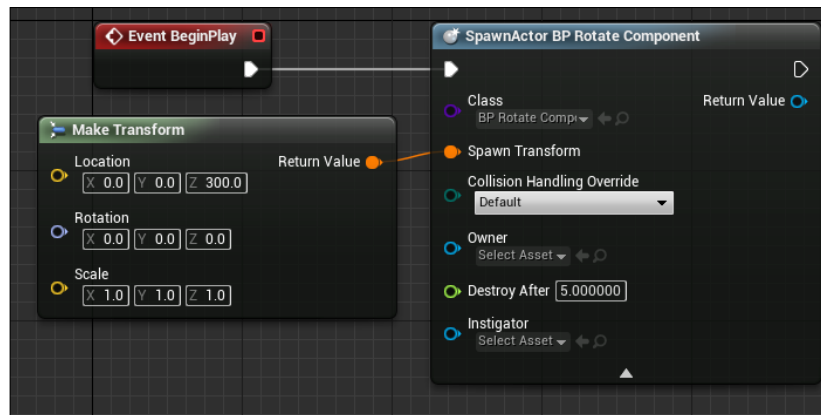 Event BeginPlay
SpawnActor BP Rotate Component
Class
BP Rotate Comp
Return Value
Make Transform
Location
Return Value
X 0.0 Y 0.0 Z 300.0
Rotation
X 0.0 Y 0.0 Z 0.0
Scale
X 1.0 Y 1.0 Z 1.0
Spawn Transform
Collision Handling Override
Default
Owner
Select Asset
Destroy After 5.000000
Instigator
Select Asset